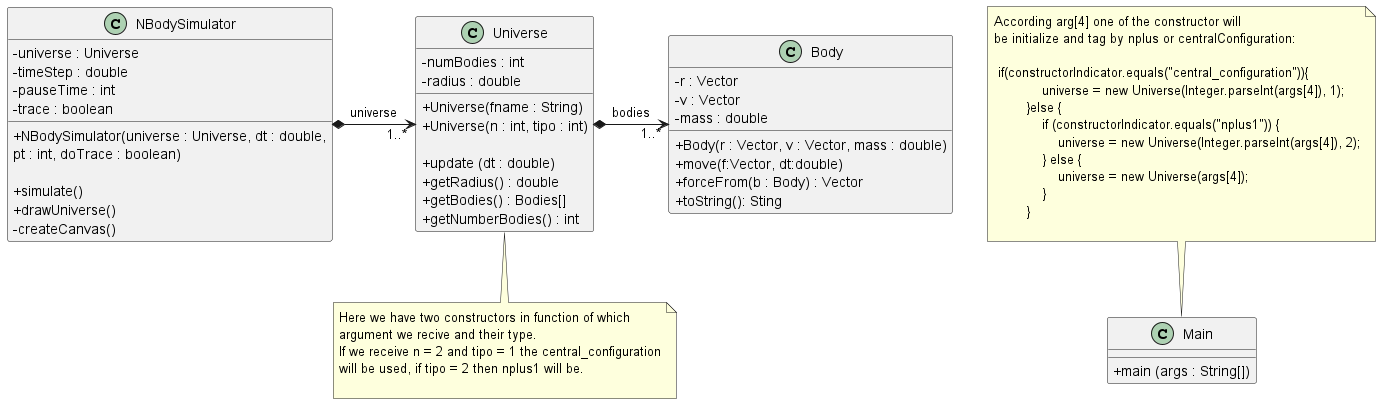 C NBodySimulator
-universe : Universe
-timeStep : double
-pauseTime : int
-trace : boolean
+NBodySimulator(universe : Universe, dt : double,
pt : int, doTrace : boolean)
+simulate()
+drawUniverse()
-createCanvas()
universe
1..*
C Universe
-numBodies : int
-radius : double
+Universe(fname : String)
+Universe(n : int, tipo : int)
+update (dt : double)
+getRadius() : double
+getBodies() : Bodies[]
+getNumberBodies() : int
bodies
1..*
C Body
-r : Vector
-v : Vector
-mass : double
+Body(r : Vector, v : Vector, mass : double)
+move(f:Vector, dt:double)
+forceFrom(b : Body) : Vector
+toString(): Sting
According arg[4] one of the constructor will
be initialize and tag by nplus or centralConfiguration:
if(constructorIndicator.equals("central_configuration")){
universe = new Universe(Integer.parseInt(args[4]), 1);
}else {
if (constructorIndicator.equals("nplus1")) {
universe = new Universe(Integer.parseInt(args[4]), 2);
} else {
universe = new Universe(args[4]);
}
}
Here we have two constructors in function of which
argument we recive and their type.
If we receive n = 2 and tipo = 1 the central_configuration
will be used, if tipo = 2 then nplus1 will be.
C Main
+main (args : String[])